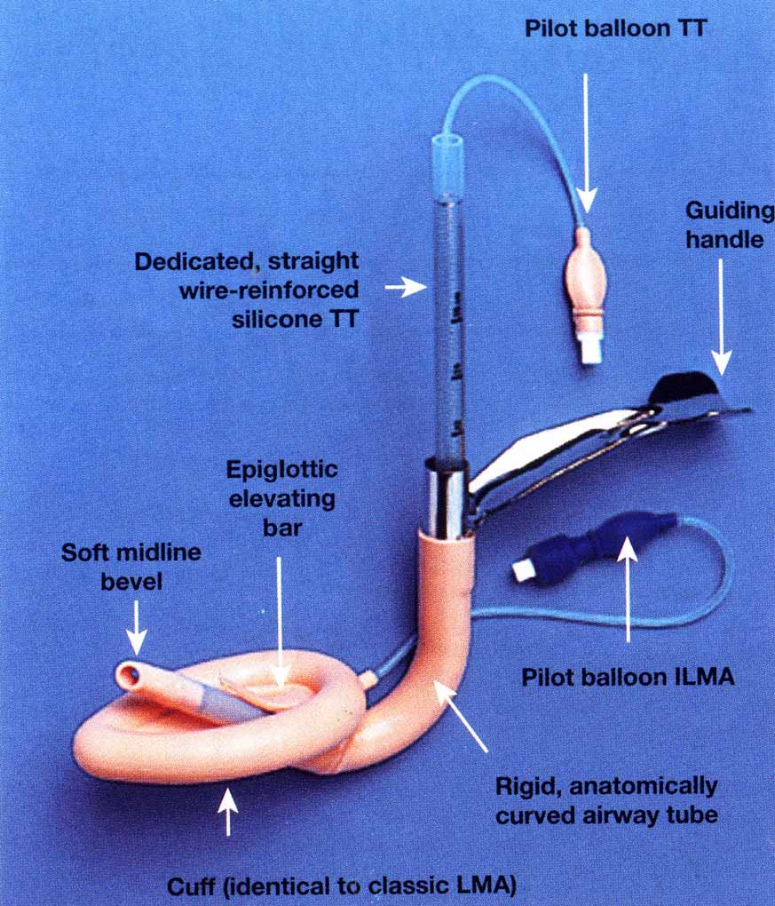 Pilot balloon TT
Guiding
handle
Dedicated, straight
wire-reinforced
silicone TT
Epiglottic
elevating
bar
Soft midline
bevel
Pilot balloon ILMA
Rigid, anatomically
curved airway tube
Cuff (identical to classic LMA)